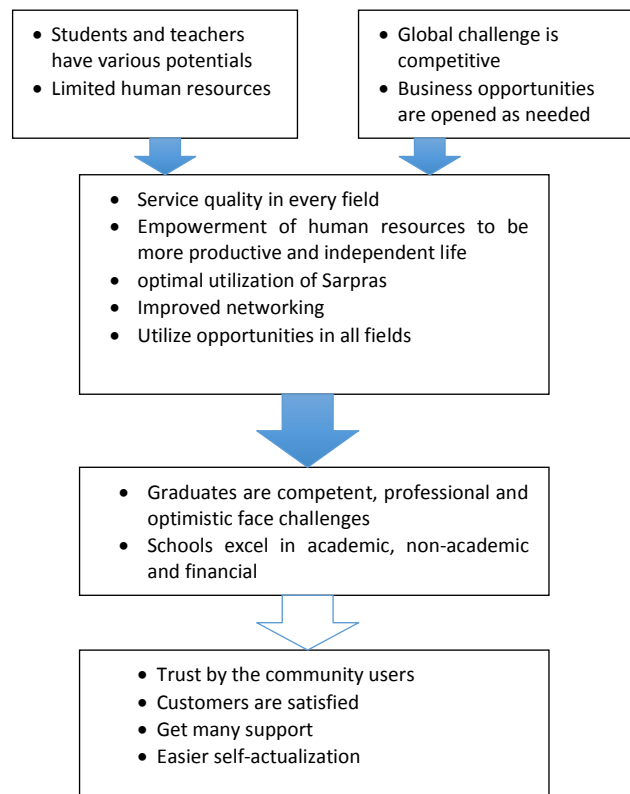 • Students and teachers
have various potentials
• Limited human resources
• Global challenge is
competitive
• Business opportunities
are opened as needed
• Service quality in every field
• Empowerment of human resources to be
more productive and independent life
• optimal utilization of Sarpras
• Improved networking
• Utilize opportunities in all fields
• Graduates are competent, professional and
optimistic face challenges
• Schools excel in academic, non-academic
and financial
• Trust by the community users
• Customers are satisfied
• Get many support
• Easier self-actualization